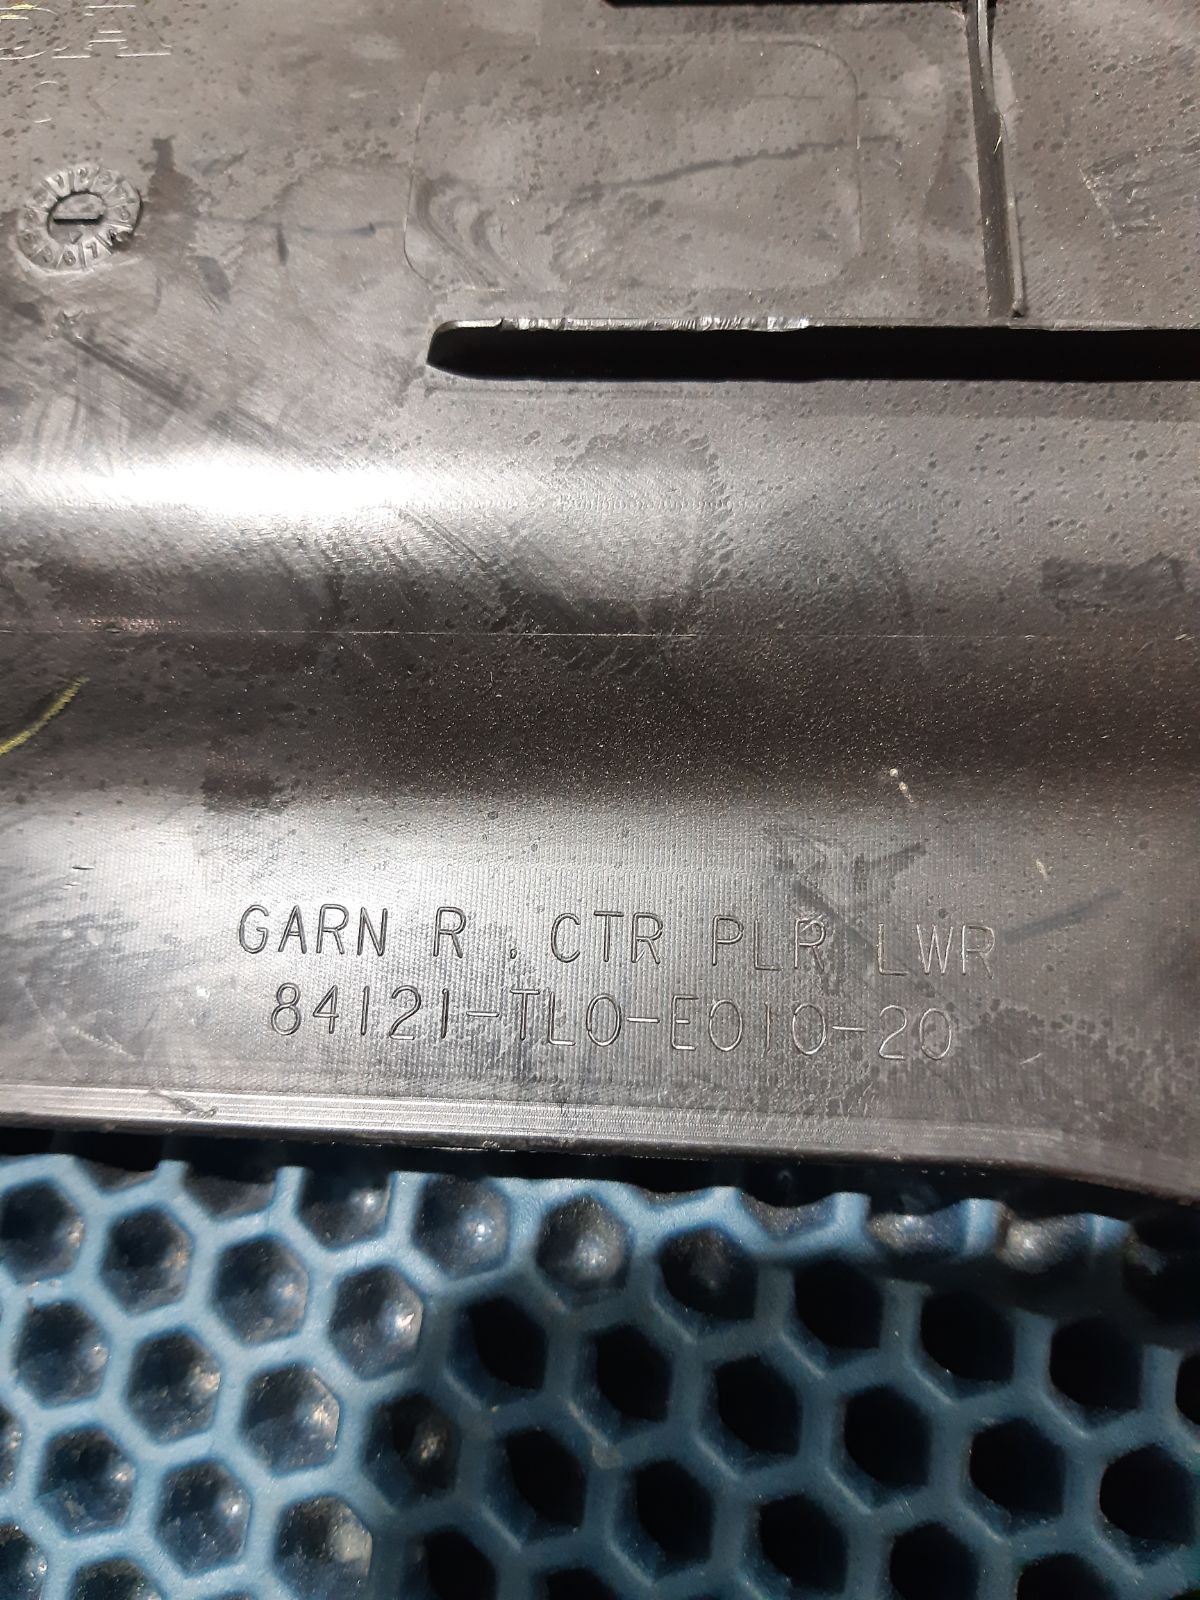 GARN R . CTR PLR LWR
84121-TL0-E010-20